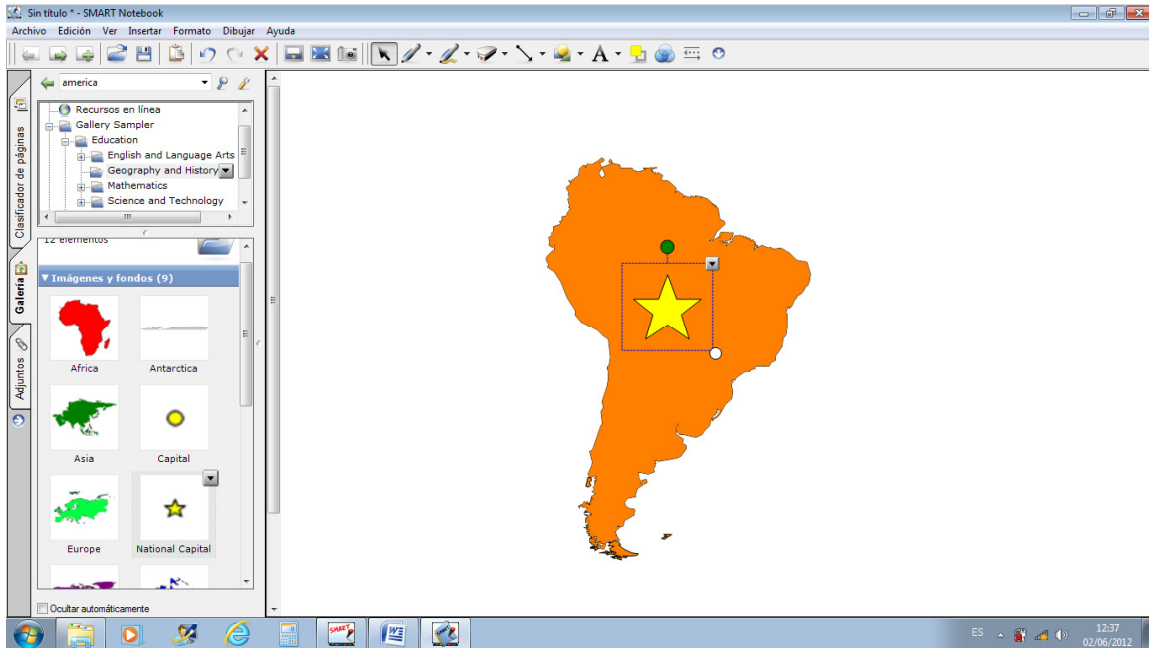 Sin título * - SMART Notebook
Archivo Edición Ver Insertar Formato Dibujar Ayuda
america
Recursos en línea
Gallery Sampler
Education
English and Language Arts
Geography and History
Mathematics
Science and Technology
Clasificador de páginas
Galería
Adjuntos
12 elementos
Imágenes y fondos (9)
Africa Antarctica
Asia Capital
Europe National Capital
Ocultar automáticamente
SMART
ES 12:37
02/06/2012